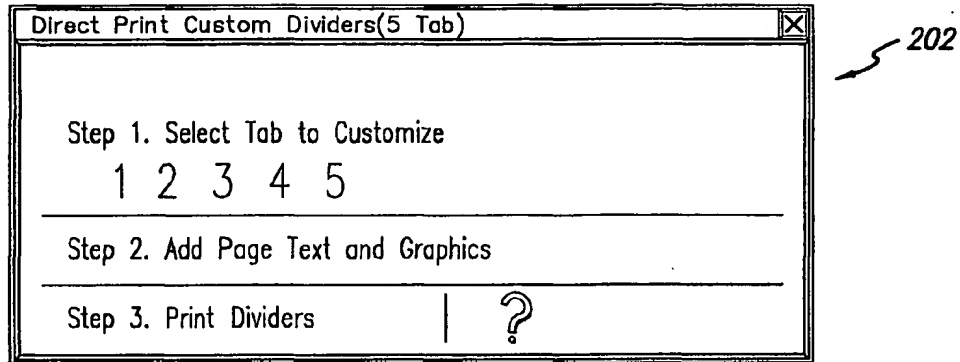 Direct Print Custom Dividers(5 Tab)
202
Step 1. Select Tab to Customize
1 2 3 4 5
Step 2. Add Page Text and Graphics
Step 3. Print Dividers | ?